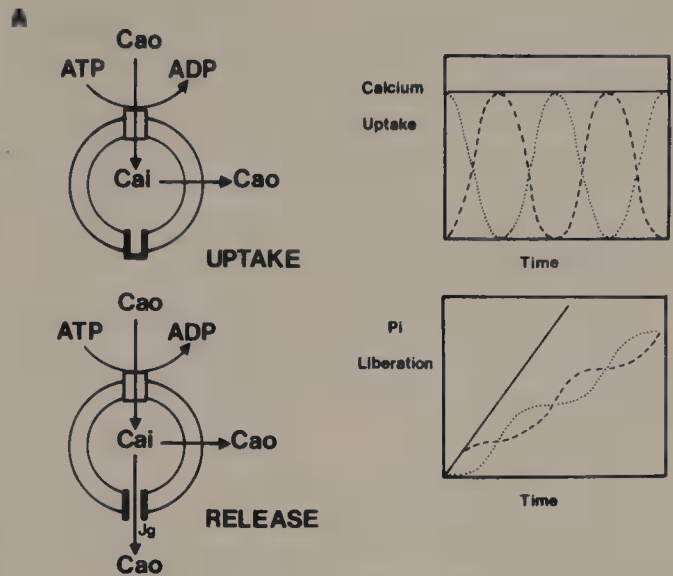 A
Cao
ATP ADP
Cai Cao
UPTAKE
Cao
ATP ADP
Cai Cao
Jg
RELEASE
Cao
Calcium
Uptake
Time
Pi
Liberation
Time